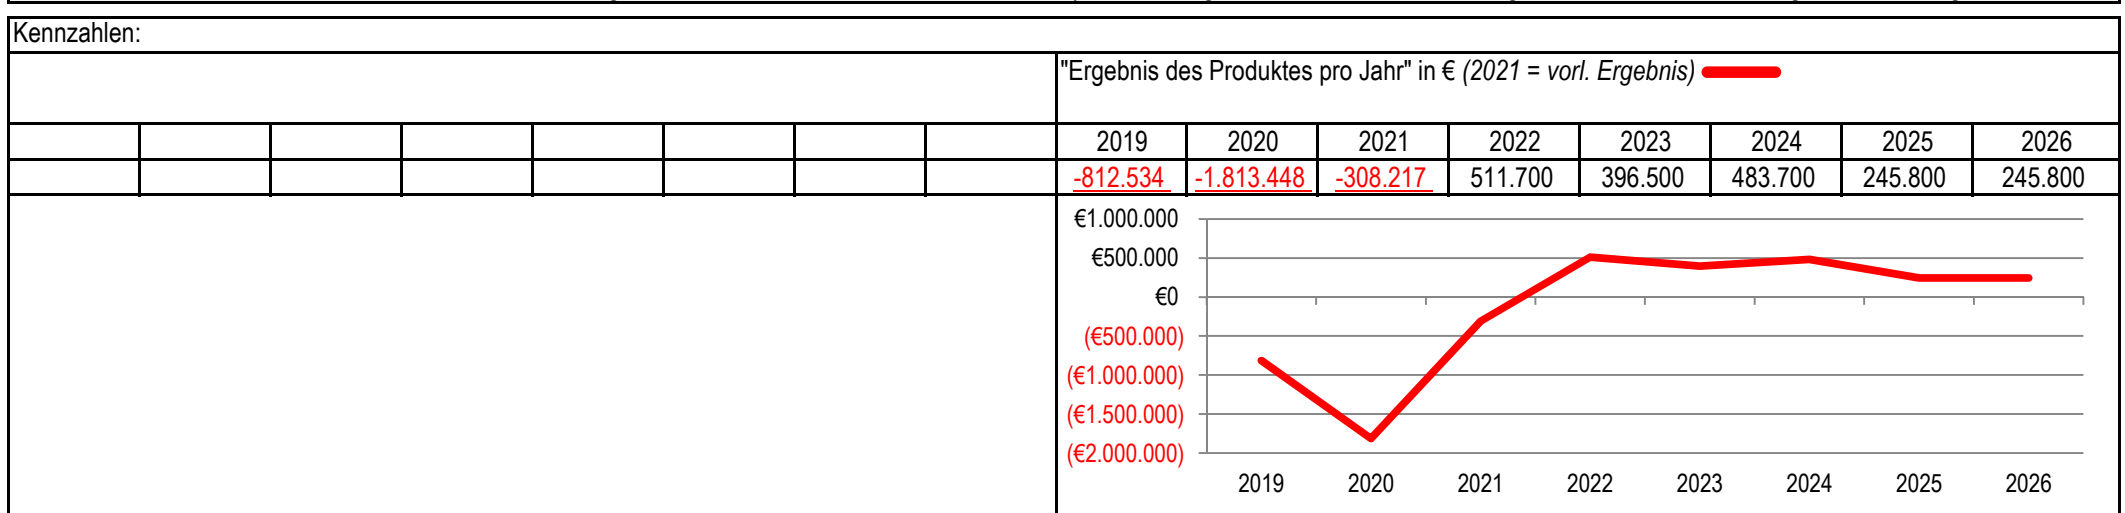 Kennzahlen:
"Ergebnis des Produktes pro Jahr" in € (2021 = vorl. Ergebnis)
2019 2020 2021 2022 2023 2024 2025 2026
-812.534 -1.813.448 -308.217 511.700 396.500 483.700 245.800 245.800
€1.000.000
€500.000
€0
(€500.000)
(€1.000.000)
(€1.500.000)
(€2.000.000)
2019 2020 2021 2022 2023 2024 2025 2026